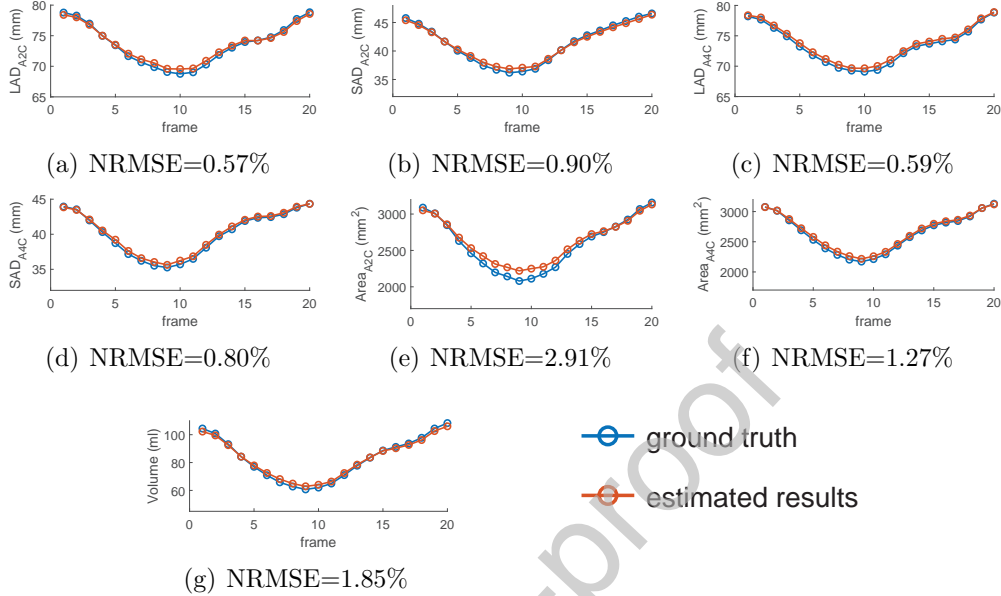 80
75
70
65
LAD_A2C (mm)
0 5 10 15 20
frame
(a) NRMSE=0.57%
45
40
35
SAD_A2C (mm)
0 5 10 15 20
frame
(b) NRMSE=0.90%
80
75
70
65
LAD_A4C (mm)
0 5 10 15 20
frame
(c) NRMSE=0.59%
45
40
35
SAD_A4C (mm)
0 5 10 15 20
frame
(d) NRMSE=0.80%
3000
2500
2000
Area_A2C (mm²)
0 5 10 15 20
frame
(e) NRMSE=2.91%
3000
2500
2000
Area_A4C (mm²)
0 5 10 15 20
frame
(f) NRMSE=1.27%
100
80
60
Volume (ml)
0 5 10 15 20
frame
(g) NRMSE=1.85%
ground truth
estimated results
proof